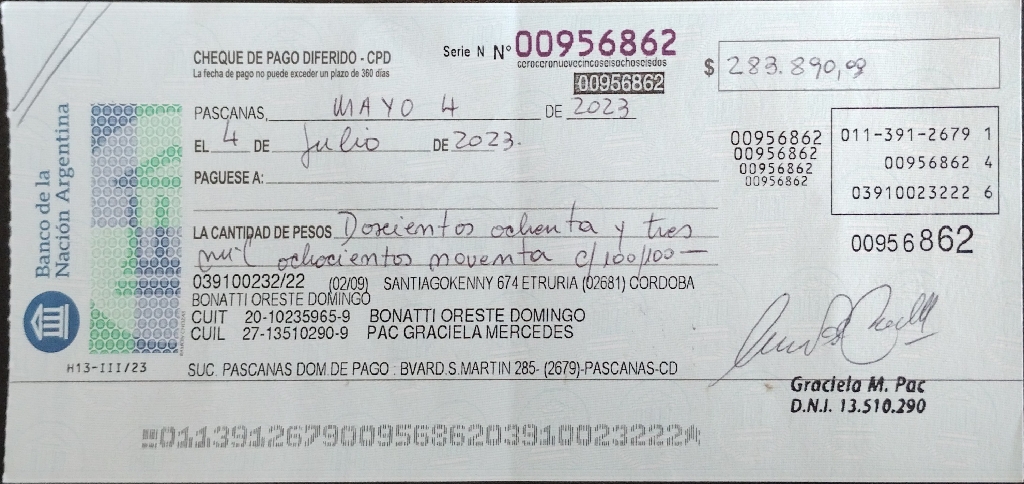 CHEQUE DE PAGO DIFERIDO - CPD
La fecha de pago no puede exceder un plazo de 360 días
Serie N Nº 00956862
ceroceronuevecincoseisochoseisdos
00956862
$ 283.890,00
PASCANAS, MAYO 4 DE 2023
EL 4 DE Julio DE 2023.
PAGUESE A:
LA CANTIDAD DE PESOS Doscientos ochenta y tres
mil ochocientos noventa c/100/100—
00956862
00956862
00956862
00956862
011-391-2679 1
00956862 4
03910023222 6
00956862
039100232/22 (02/09) SANTIAGOKENNY 674 ETRURIA (02681) CORDOBA
BONATTI ORESTE DOMINGO
CUIT 20-10235965-9 BONATTI ORESTE DOMINGO
CUIL 27-13510290-9 PAC GRACIELA MERCEDES
SUC. PASCANAS DOM.DE PAGO : BVARD.S.MARTIN 285- (2679)-PASCANAS-CD
Banco de la
Nación Argentina
H13-III/23
Graciela M. Pac
D.N.I. 13.510.290
01139126790095686203910023222